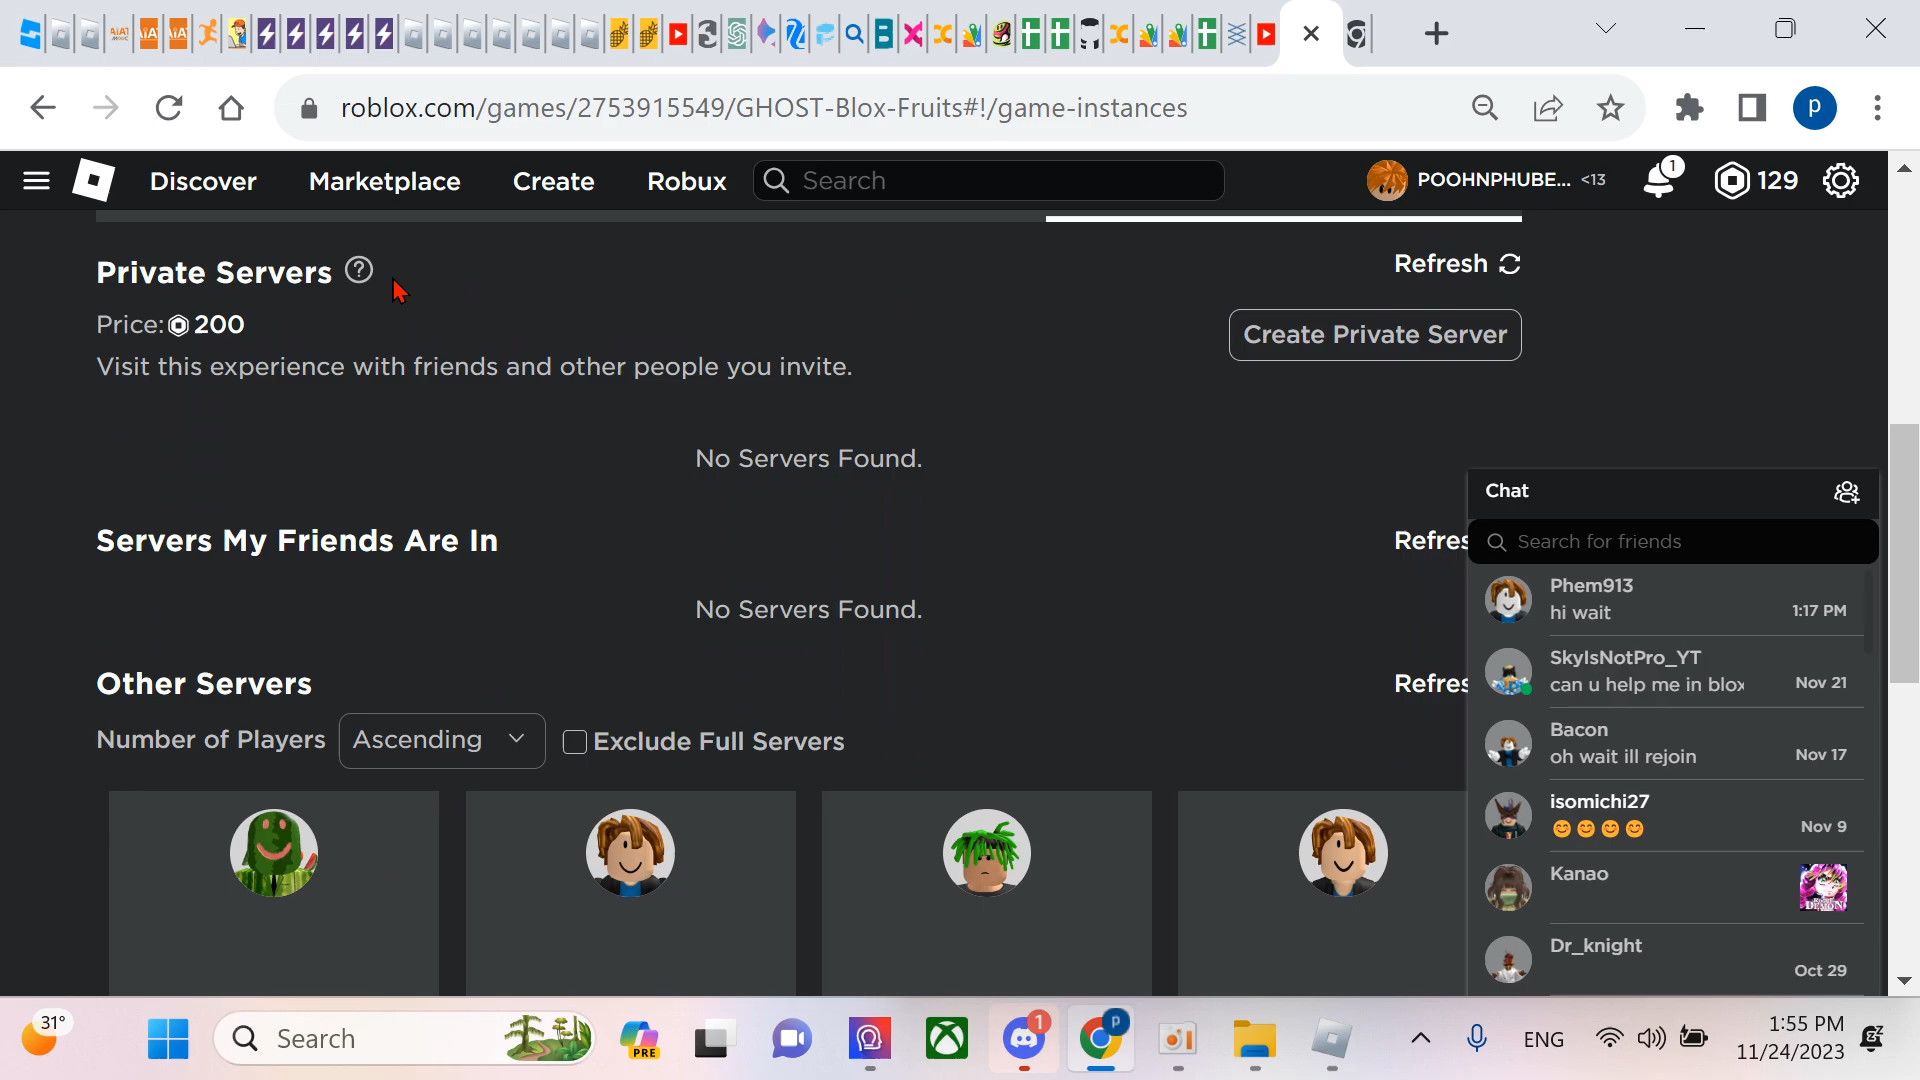 roblox.com/games/2753915549/GHOST-Blox-Fruits#!/game-instances
p
Discover
Marketplace
Create
Robux
Search
POOHNPHUBE... <13
1
129
Private Servers ?
Refresh
Price: 200
Create Private Server
Visit this experience with friends and other people you invite.
No Servers Found.
Servers My Friends Are In
Refres
No Servers Found.
Other Servers
Refres
Number of Players Ascending Exclude Full Servers
Chat
Search for friends
Phem913
hi wait 1:17 PM
SkyIsNotPro_YT
can u help me in blox Nov 21
Bacon
oh wait ill rejoin Nov 17
isomichi27
Nov 9
Kanao
Dr_knight
Oct 29
31°
Search
PRE
1
p
ENG
1:55 PM
11/24/2023